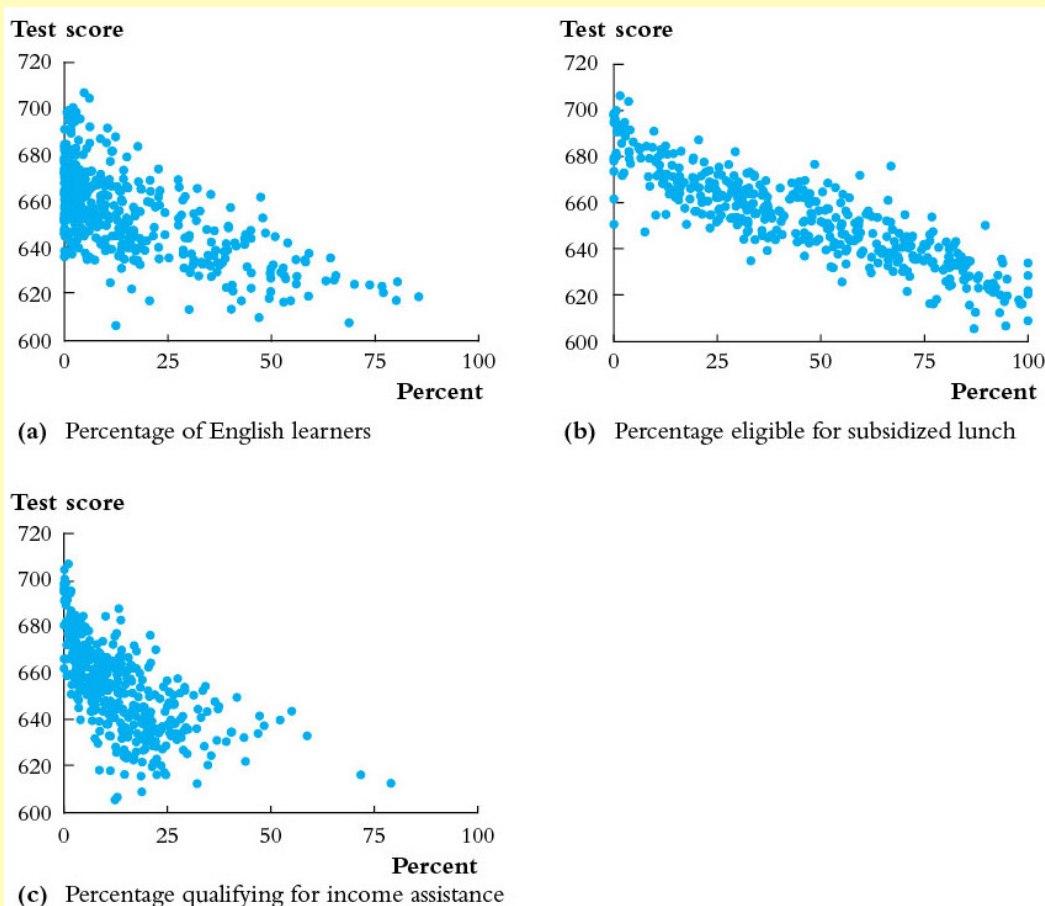 Test score
720
700
680
660
640
620
600
0 25 50 75 100
Percent
(a) Percentage of English learners
Test score
720
700
680
660
640
620
600
0 25 50 75 100
Percent
(b) Percentage eligible for subsidized lunch
Test score
720
700
680
660
640
620
600
0 25 50 75 100
Percent
(c) Percentage qualifying for income assistance